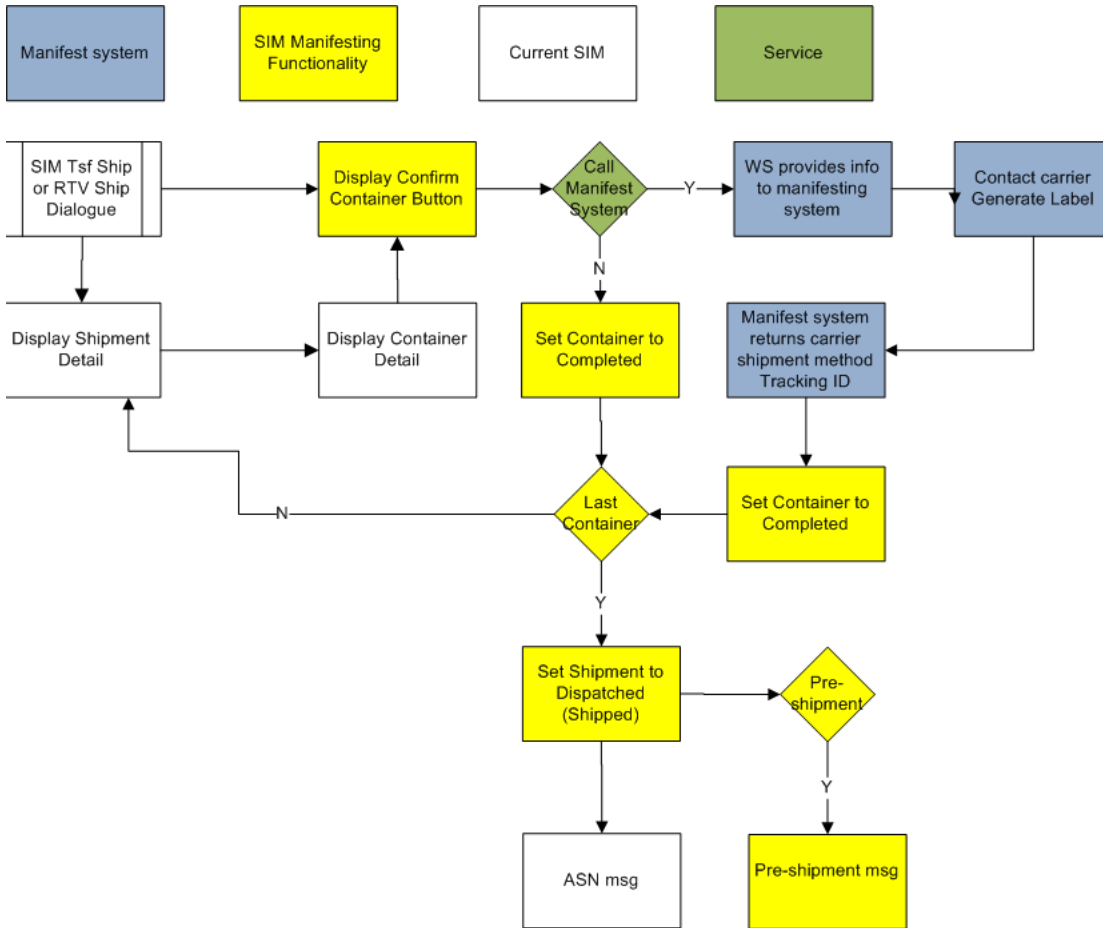 Manifest system
SIM Manifesting
Functionality
Current SIM
Service
SIM Tsf Ship
or RTV Ship
Dialogue
Display Confirm
Container Button
Call
Manifest
System
Y
WS provides info
to manifesting
system
Contact carrier
Generate Label
N
Display Shipment
Detail
Display Container
Detail
Set Container to
Completed
Manifest system
returns carrier
shipment method
Tracking ID
N
Last
Container
Set Container to
Completed
Y
Set Shipment to
Dispatched
(Shipped)
Pre-
shipment
Y
ASN msg
Pre-shipment msg